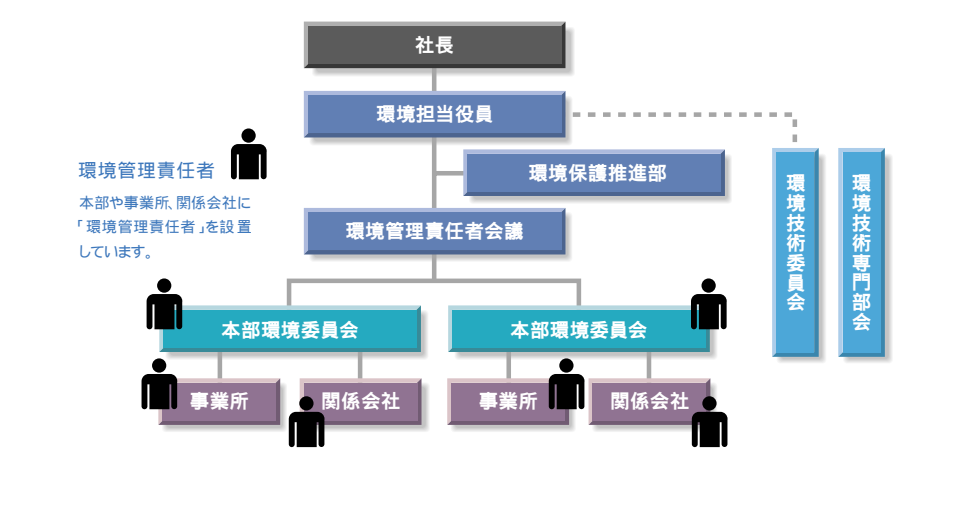 社長
環境担当役員
環境保護推進部
環境管理責任者会議
環境管理責任者
本部や事業所、関係会社に
「環境管理責任者」を設置
しています。
本部環境委員会
本部環境委員会
事業所
関係会社
事業所
関係会社
環境技術委員会
環境技術専門部会